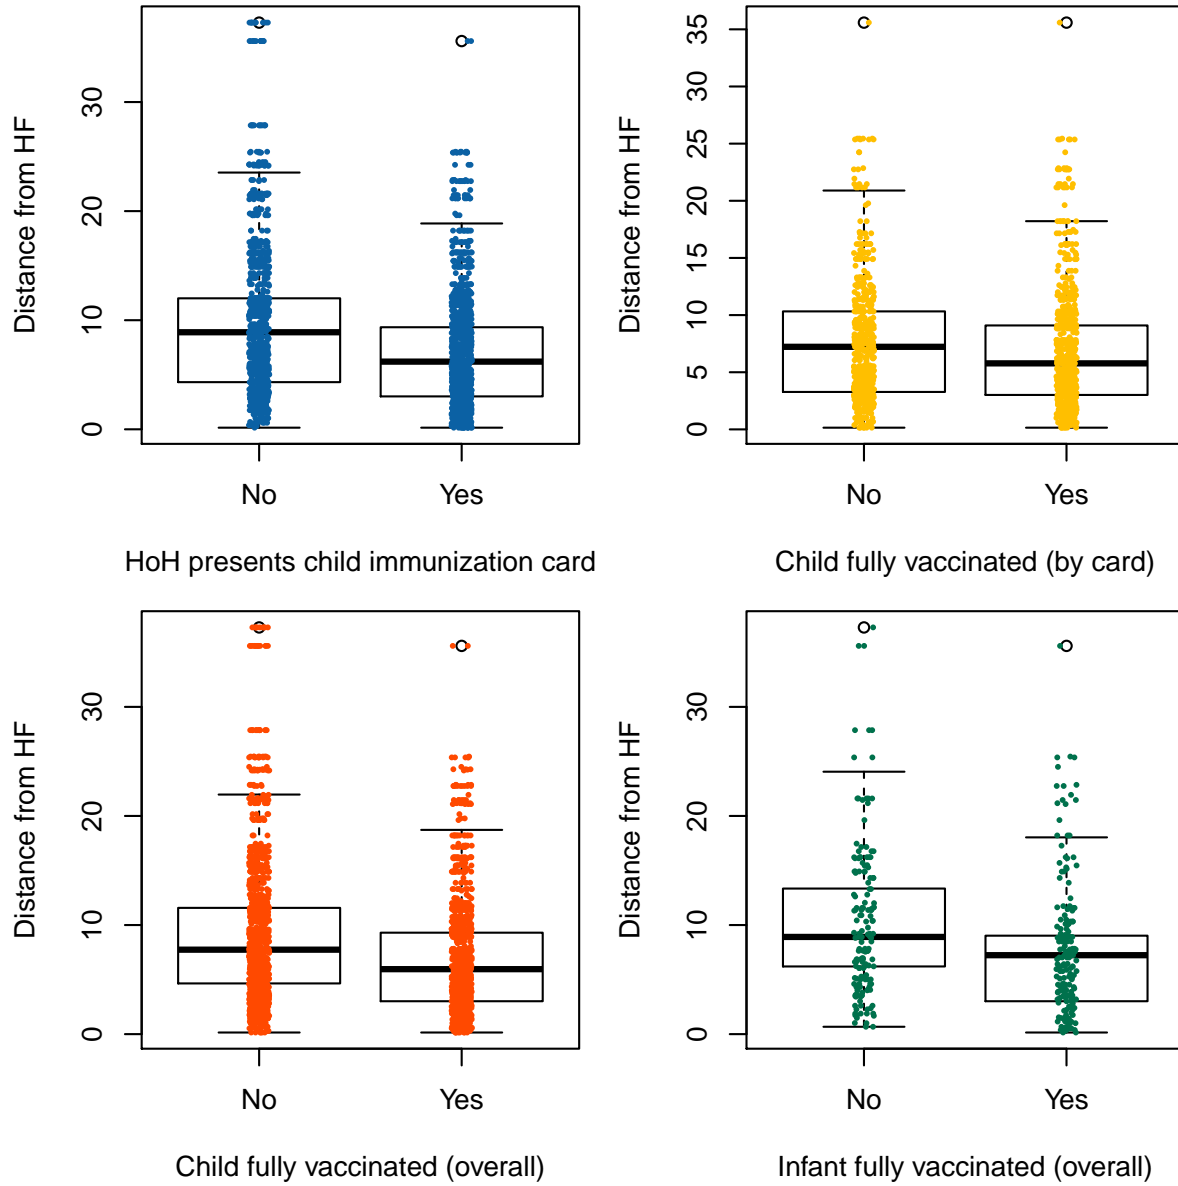 Distance from HF
30
20
10
0
No
Yes
HoH presents child immunization card
Distance from HF
35
30
25
20
15
10
5
0
No
Yes
Child fully vaccinated (by card)
Distance from HF
30
20
10
0
No
Yes
Child fully vaccinated (overall)
Distance from HF
30
20
10
0
No
Yes
Infant fully vaccinated (overall)